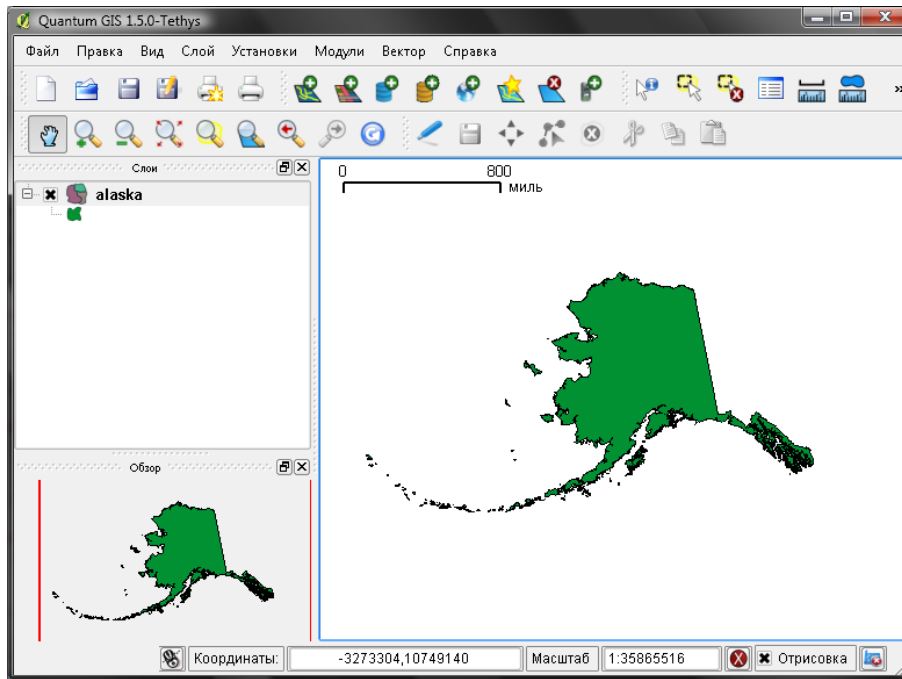 Quantum GIS 1.5.0-Tethys
Файл Правка Вид Слой Установки Модули Вектор Справка
»
Слои
alaska
0 800
миль
Обзор
Координаты: -3273304,10749140 Масштаб 1:35865516 Отрисовка